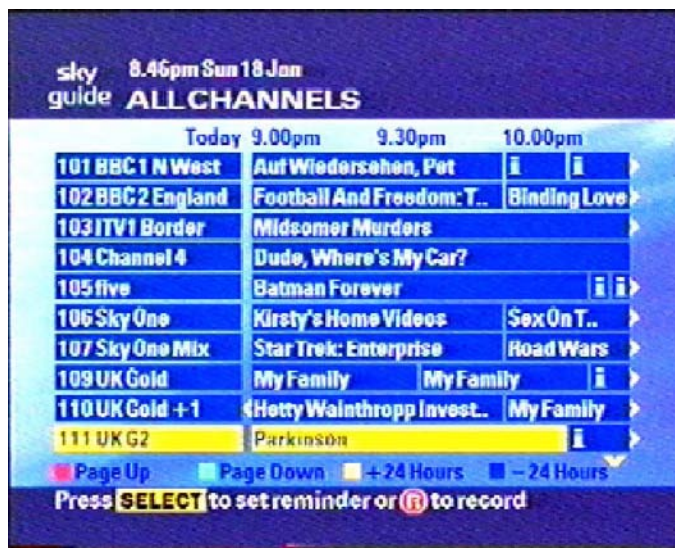 sky guide 8.46pm Sun 18 Jan
ALL CHANNELS
Today 9.00pm 9.30pm 10.00pm
101 BBC1 N West Auf Wiedersehen, Pet i i
102 BBC2 England Football And Freedom: T.. Binding Love
103 ITV1 Border Midsomer Murders
104 Channel 4 Dude, Where's My Car?
105 five Batman Forever i i
106 Sky One Kirsty's Home Videos Sex On T..
107 Sky One Mix Star Trek: Enterprise Road Wars
109 UK Gold My Family My Family i
110 UK Gold +1 Hetty Wainthropp Invest.. My Family
111 UK G2 Parkinson i
Page Up Page Down +24 Hours -24 Hours
Press SELECT to set reminder or R to record